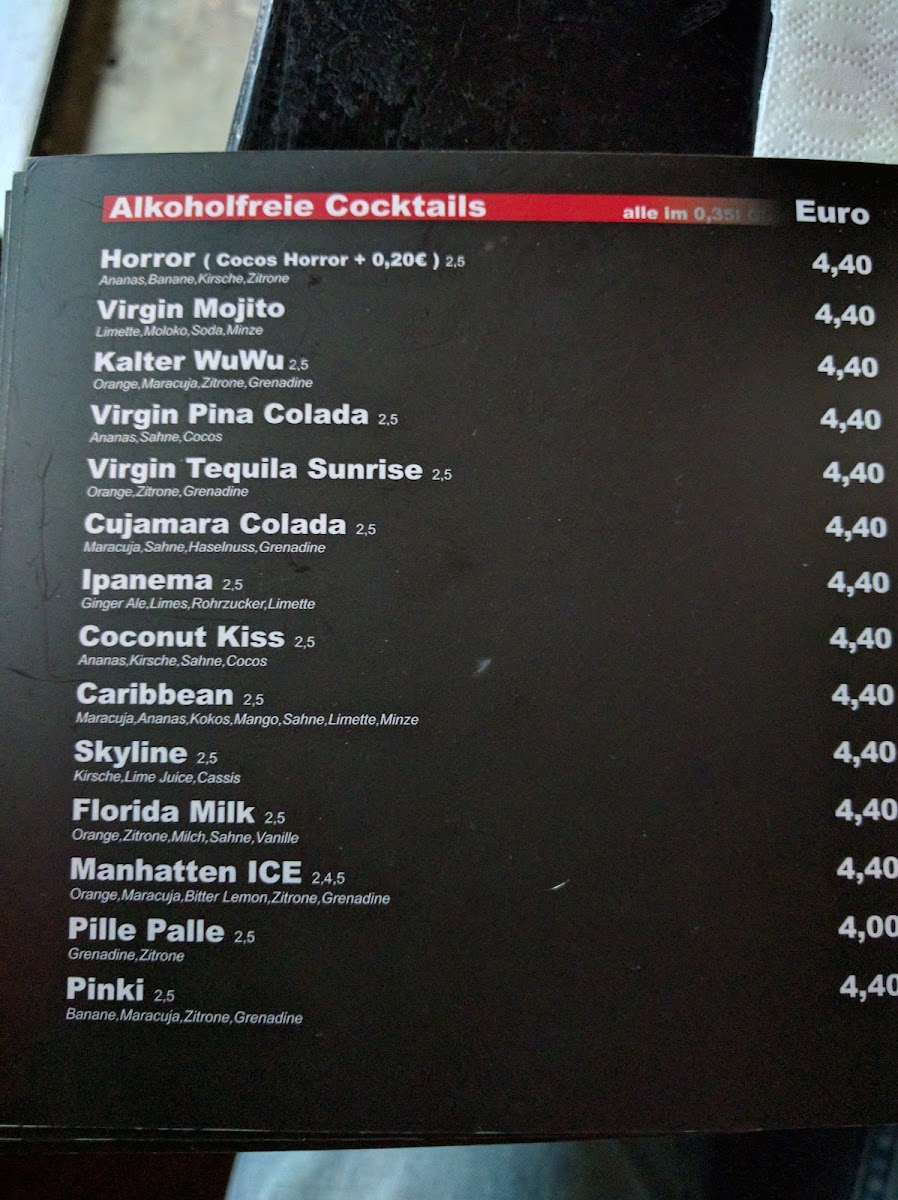 Alkoholfreie Cocktails alle im 0,35l Euro
Horror ( Cocos Horror + 0,20€ ) 2,5 4,40
Ananas,Banane,Kirsche,Zitrone
Virgin Mojito 4,40
Limette,Moloko,Soda,Minze
Kalter WuWu 2,5 4,40
Orange,Maracuja,Zitrone,Grenadine
Virgin Pina Colada 2,5 4,40
Ananas,Sahne,Cocos
Virgin Tequila Sunrise 2,5 4,40
Orange,Zitrone,Grenadine
Cujamara Colada 2,5 4,40
Maracuja,Sahne,Haselnuss,Grenadine
Ipanema 2,5 4,40
Ginger Ale,Limes,Rohrzucker,Limette
Coconut Kiss 2,5 4,40
Ananas,Kirsche,Sahne,Cocos
Caribbean 2,5 4,40
Maracuja,Ananas,Kokos,Mango,Sahne,Limette,Minze
Skyline 2,5 4,40
Kirsche,Lime Juice,Cassis
Florida Milk 2,5 4,40
Orange,Zitrone,Milch,Sahne,Vanille
Manhatten ICE 2,4,5 4,40
Orange,Maracuja,Bitter Lemon,Zitrone,Grenadine
Pille Palle 2,5 4,00
Grenadine,Zitrone
Pinki 2,5 4,40
Banane,Maracuja,Zitrone,Grenadine